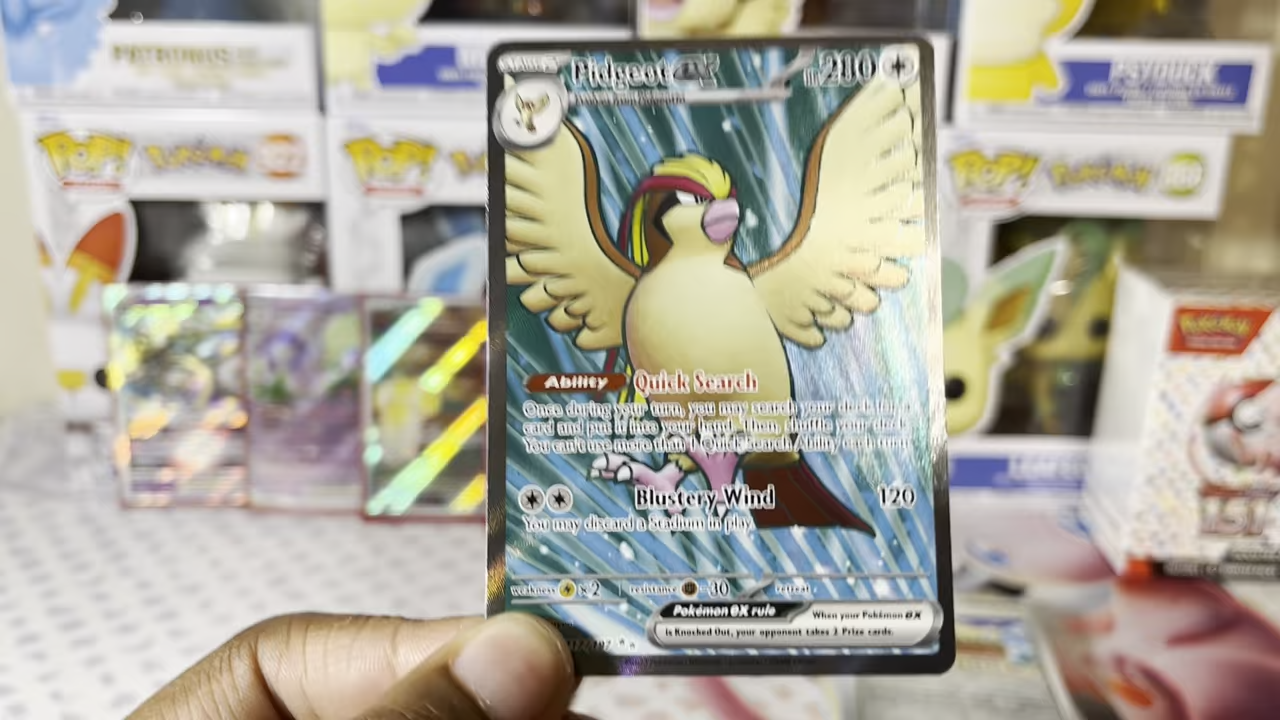 PATRONUS
PSYDUCK
POP!
Pokémon
POP!
POP!
Pokémon
Pidgeot ex
210
Ability Quick Search
Once during your turn, you may search your deck for a
card and put it into your hand. Then, shuffle your deck.
You can't use more than 1 Quick Search Ability each turn.
Blustery Wind 120
You may discard a Stadium in play.
weakness ×2 resistance -30 retreat
Pokémon ex rule When your Pokémon ex
is Knocked Out, your opponent takes 2 Prize cards.
Pokémon
151